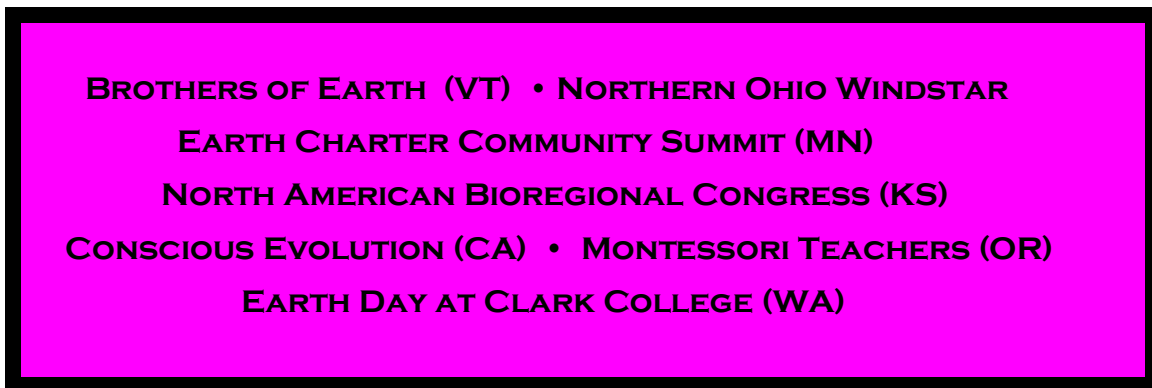 Brothers of Earth (VT) • Northern Ohio Windstar
Earth Charter Community Summit (MN)
North American Bioregional Congress (KS)
Conscious Evolution (CA) • Montessori Teachers (OR)
Earth Day at Clark College (WA)